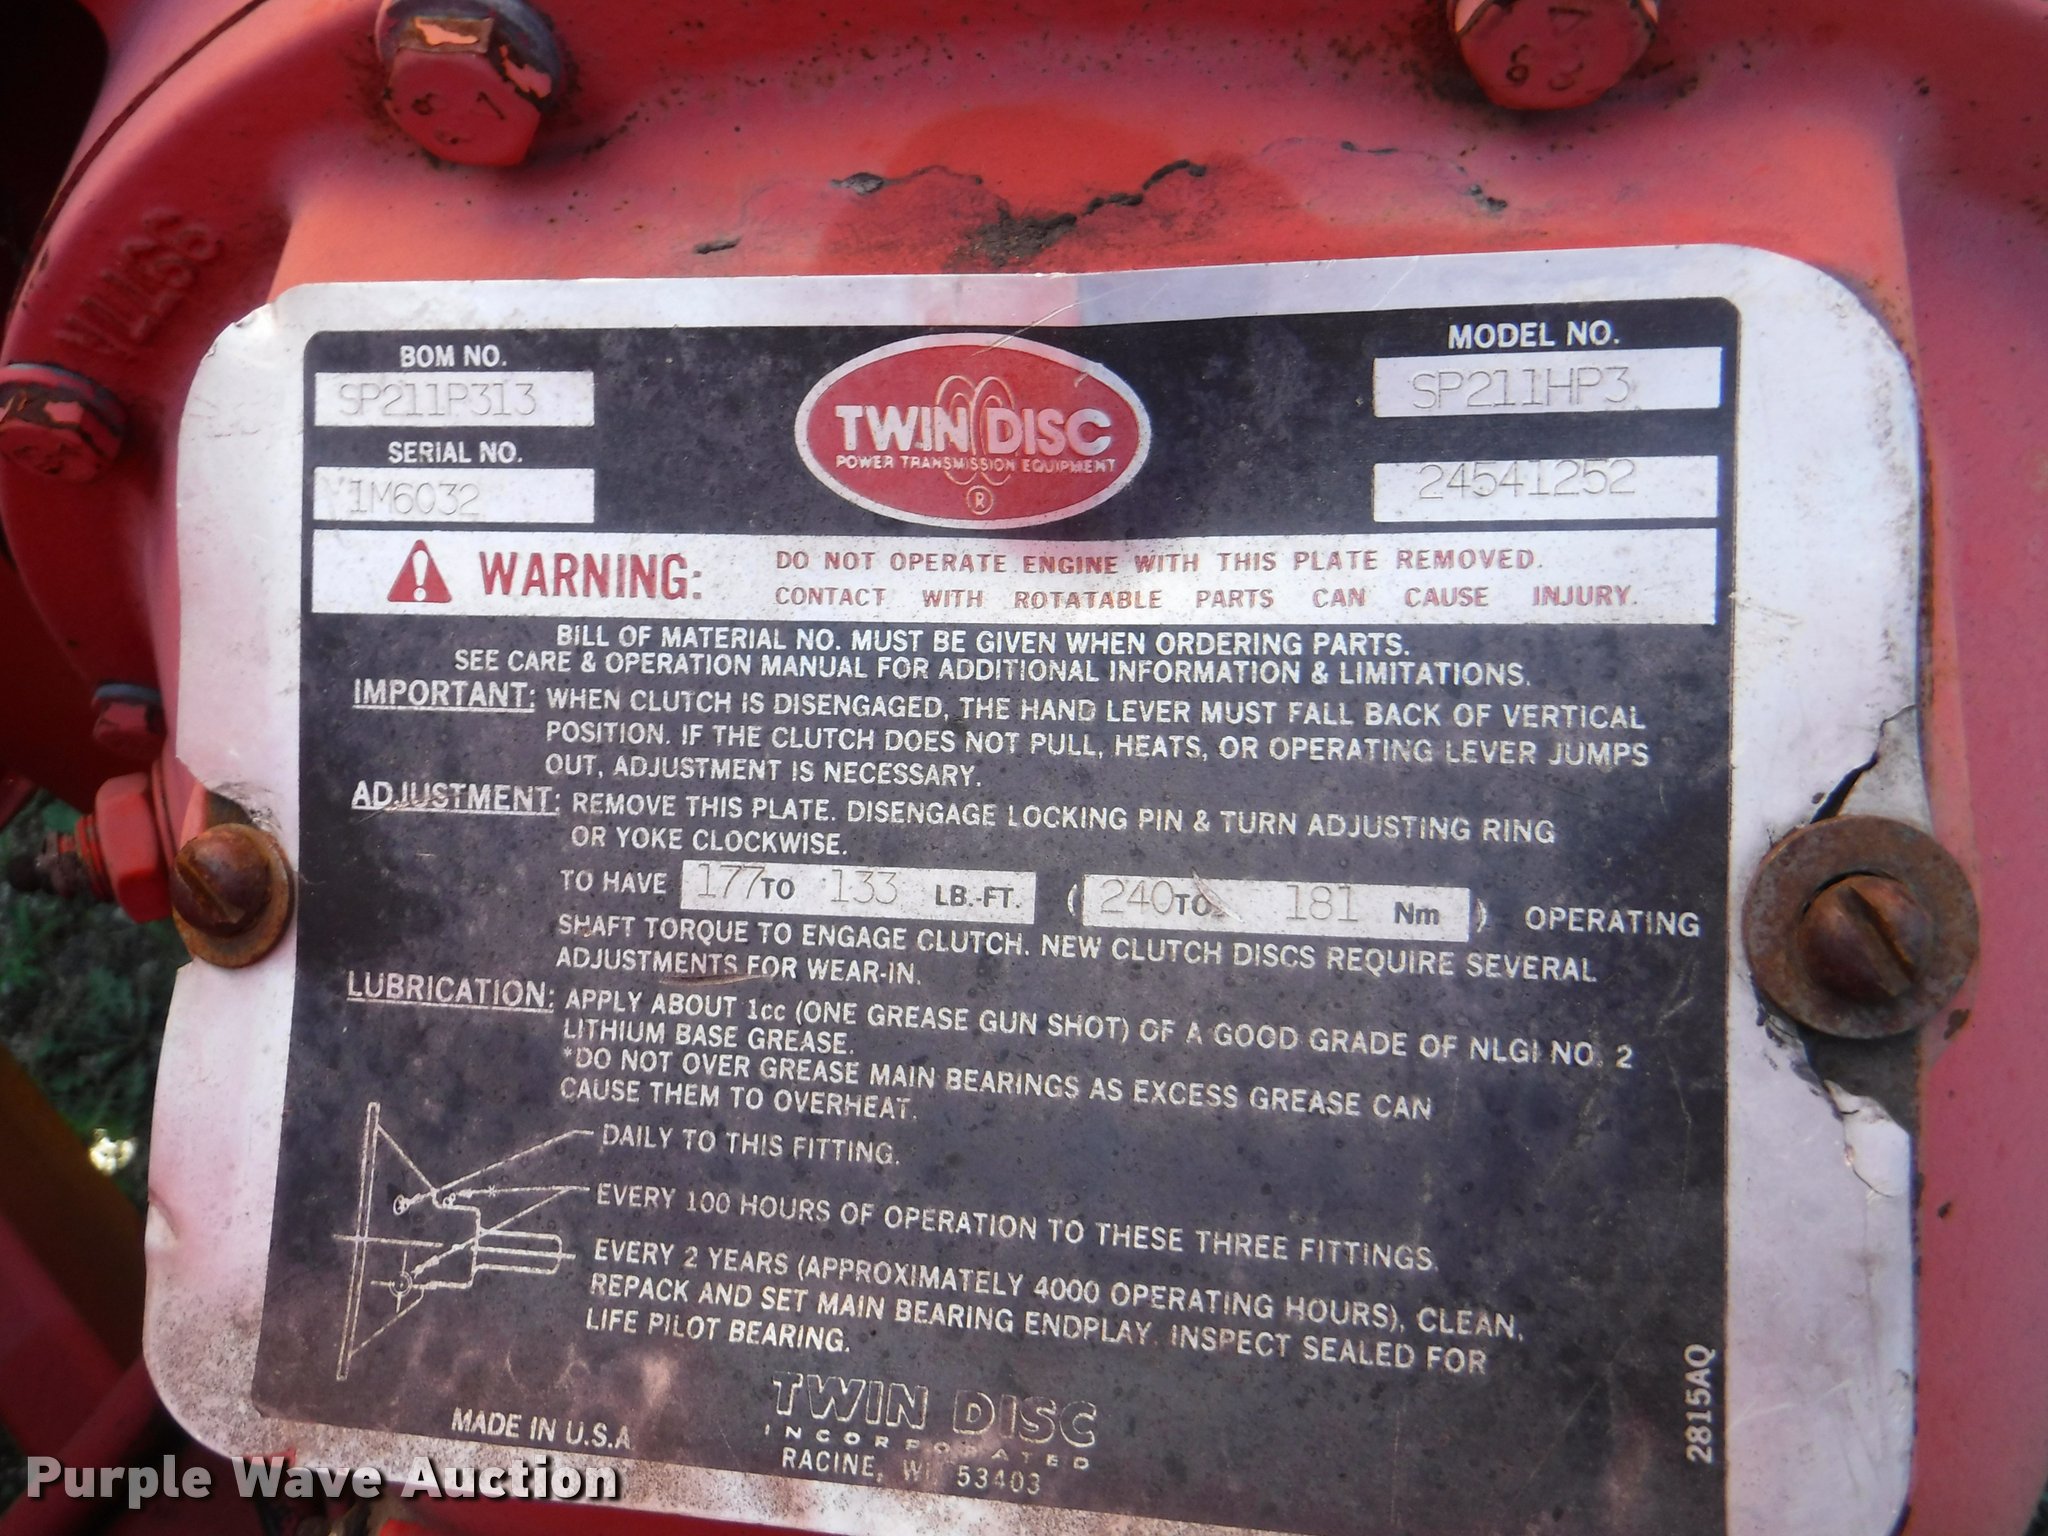 BOM NO.
SP211P313
SERIAL NO.
1M6032
TWIN DISC
POWER TRANSMISSION EQUIPMENT
®
MODEL NO.
SP211HP3
24541252
WARNING:
DO NOT OPERATE ENGINE WITH THIS PLATE REMOVED.
CONTACT WITH ROTATABLE PARTS CAN CAUSE INJURY.
BILL OF MATERIAL NO. MUST BE GIVEN WHEN ORDERING PARTS.
SEE CARE & OPERATION MANUAL FOR ADDITIONAL INFORMATION & LIMITATIONS.
IMPORTANT: WHEN CLUTCH IS DISENGAGED, THE HAND LEVER MUST FALL BACK OF VERTICAL
POSITION. IF THE CLUTCH DOES NOT PULL, HEATS, OR OPERATING LEVER JUMPS
OUT, ADJUSTMENT IS NECESSARY.
ADJUSTMENT: REMOVE THIS PLATE. DISENGAGE LOCKING PIN & TURN ADJUSTING RING
OR YOKE CLOCKWISE.
TO HAVE 177 TO 133 LB.-FT. (240 TO 181 Nm) OPERATING
SHAFT TORQUE TO ENGAGE CLUTCH. NEW CLUTCH DISCS REQUIRE SEVERAL
ADJUSTMENTS FOR WEAR-IN.
LUBRICATION: APPLY ABOUT 1cc (ONE GREASE GUN SHOT) OF A GOOD GRADE OF NLGI NO. 2
LITHIUM BASE GREASE.
*DO NOT OVER GREASE MAIN BEARINGS AS EXCESS GREASE CAN
CAUSE THEM TO OVERHEAT.
DAILY TO THIS FITTING.
*
EVERY 100 HOURS OF OPERATION TO THESE THREE FITTINGS.
EVERY 2 YEARS (APPROXIMATELY 4000 OPERATING HOURS), CLEAN,
REPACK AND SET MAIN BEARING ENDPLAY. INSPECT SEALED FOR
LIFE PILOT BEARING.
MADE IN U.S.A
TWIN DISC
INCORPORATED
RACINE, WI 53403
2815AQ
Purple Wave Auction